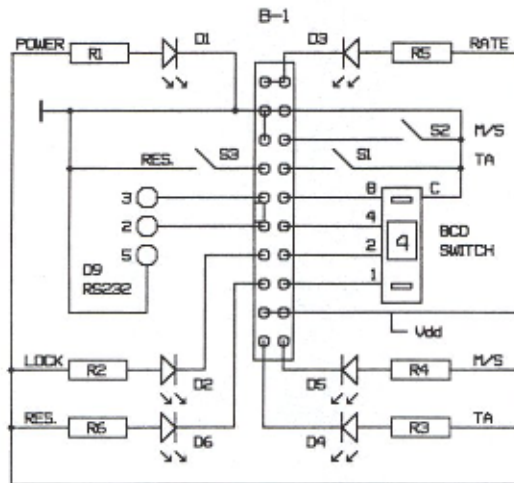 B-1
POWER R1 D1 D3 R5 RATE
S2 M/S
RES. S3 S1 TA
3 8 C
2 4 BCD
5 4 2 SWITCH
D9
RS232 1
Vdd
LOCK R2 D2 D5 R4 M/S
RES. R6 D6 D4 R3 TA